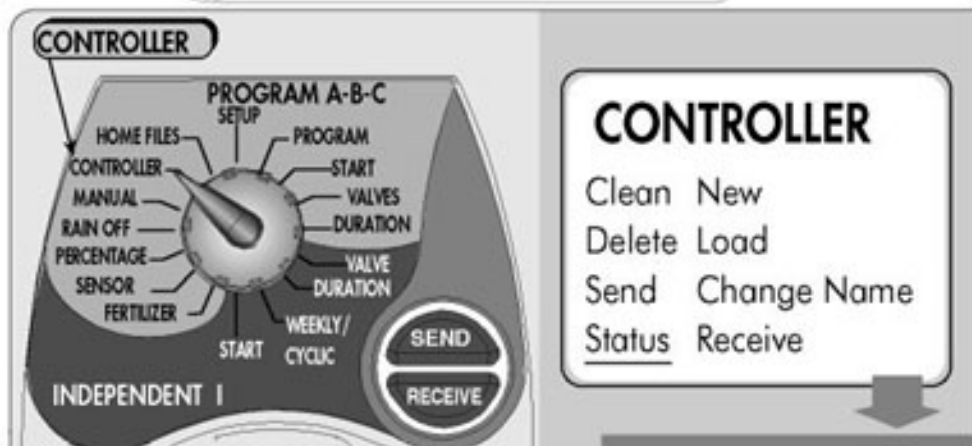 CONTROLLER
PROGRAM A-B-C
SETUP
HOME FILES
PROGRAM
CONTROLLER
START
MANUAL
VALVES
RAIN OFF
DURATION
PERCENTAGE
VALVE
DURATION
SENSOR
FERTILIZER
WEEKLY/
CYCLIC
START
SEND
RECEIVE
INDEPENDENT I
CONTROLLER
Clean New
Delete Load
Send Change Name
Status Receive